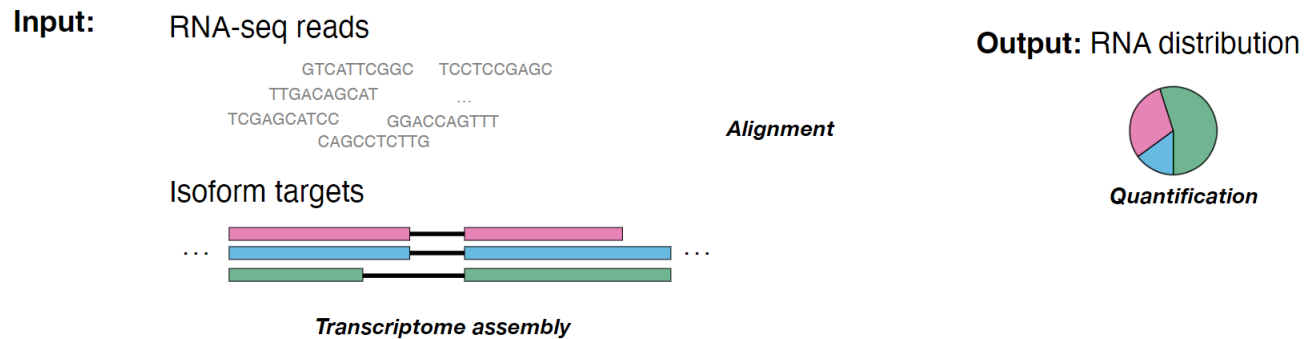 Input:
RNA-seq reads
GTCATTCGGC TCCTCCGAGC
TTGACAGCAT ...
TCGAGCATCC GGACCAGTTT
CAGCCTCTTG
Alignment
Isoform targets
... ...
Transcriptome assembly
Output: RNA distribution
Quantification